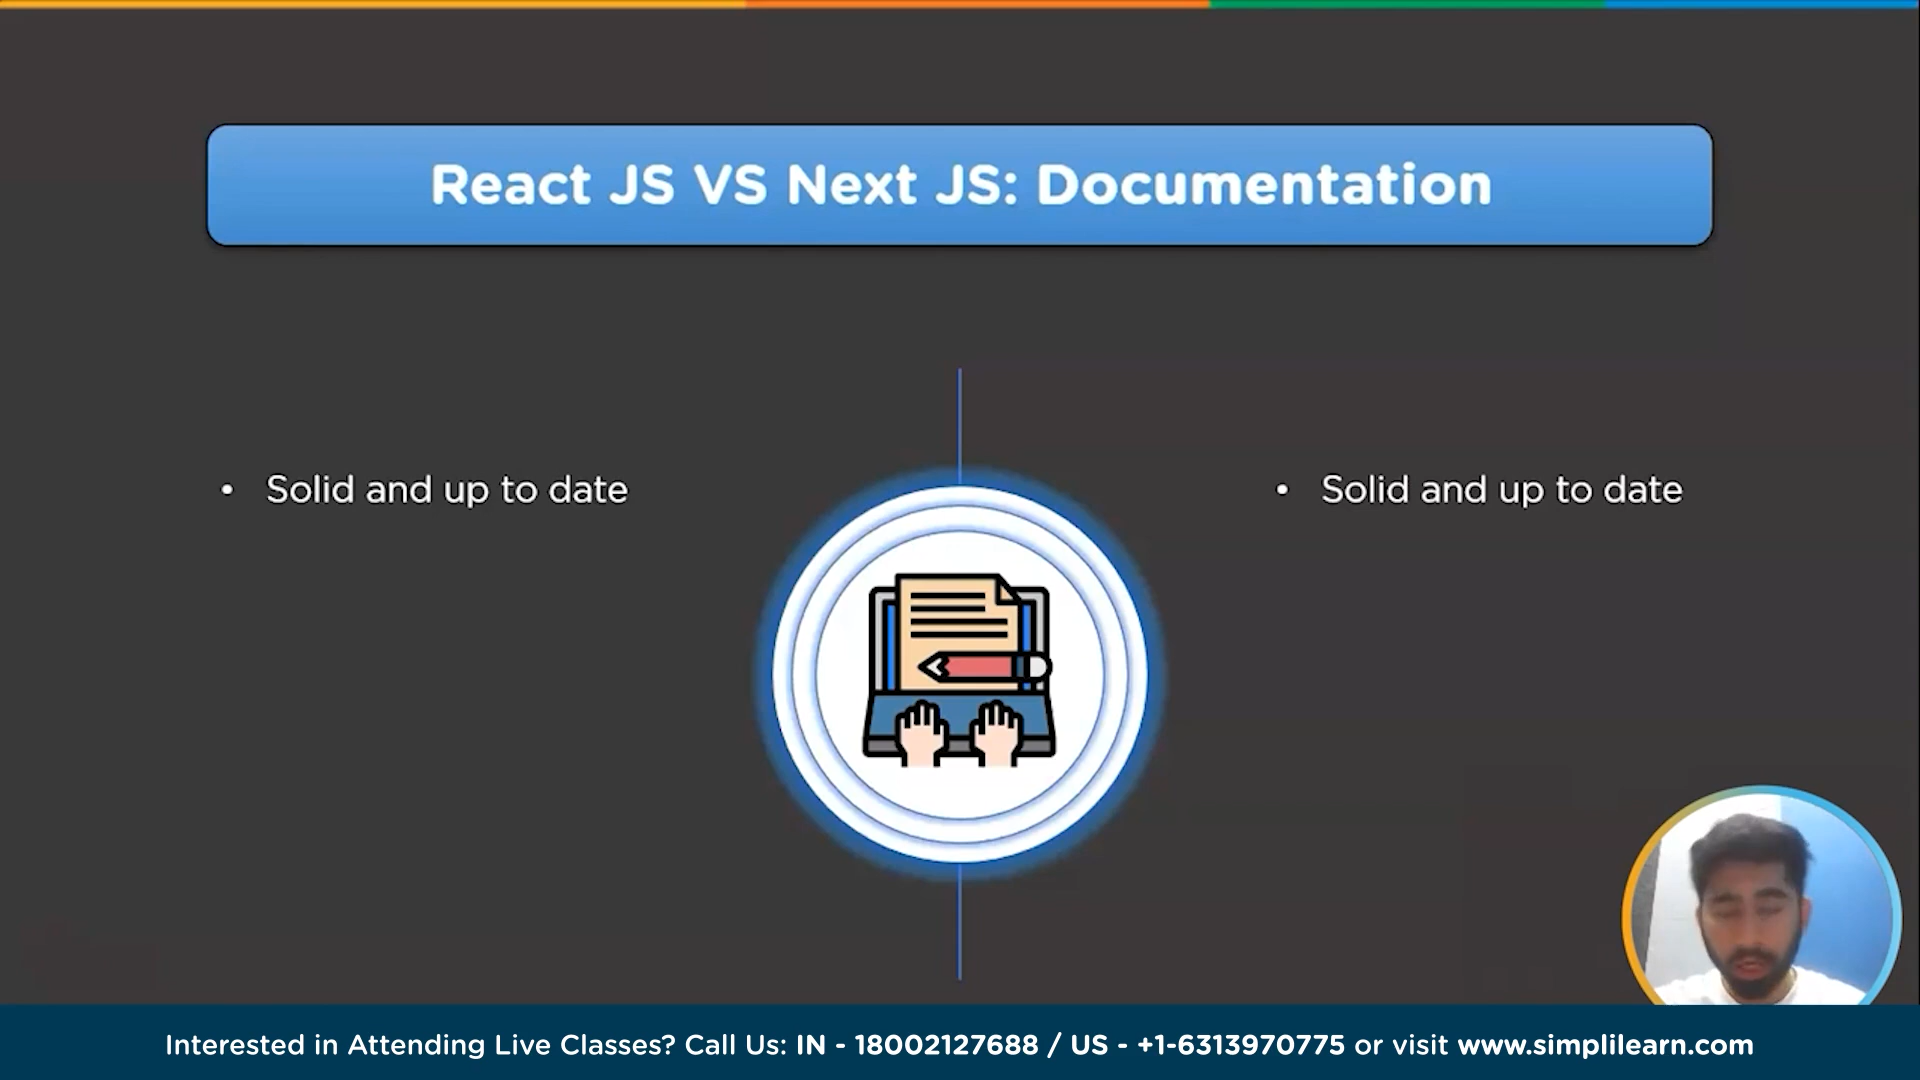 React JS VS Next JS: Documentation
• Solid and up to date
• Solid and up to date
Interested in Attending Live Classes? Call Us: IN - 18002127688 / US - +1-6313970775 or visit www.simplilearn.com